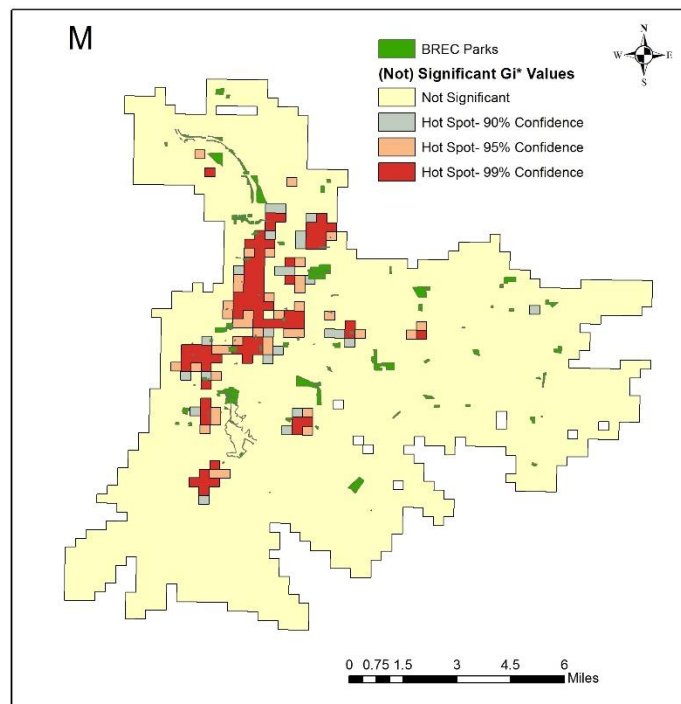 M
BREC Parks
N
W E
S
(Not) Significant Gi* Values
Not Significant
Hot Spot- 90% Confidence
Hot Spot- 95% Confidence
Hot Spot- 99% Confidence
0 0.75 1.5 3 4.5 6
Miles